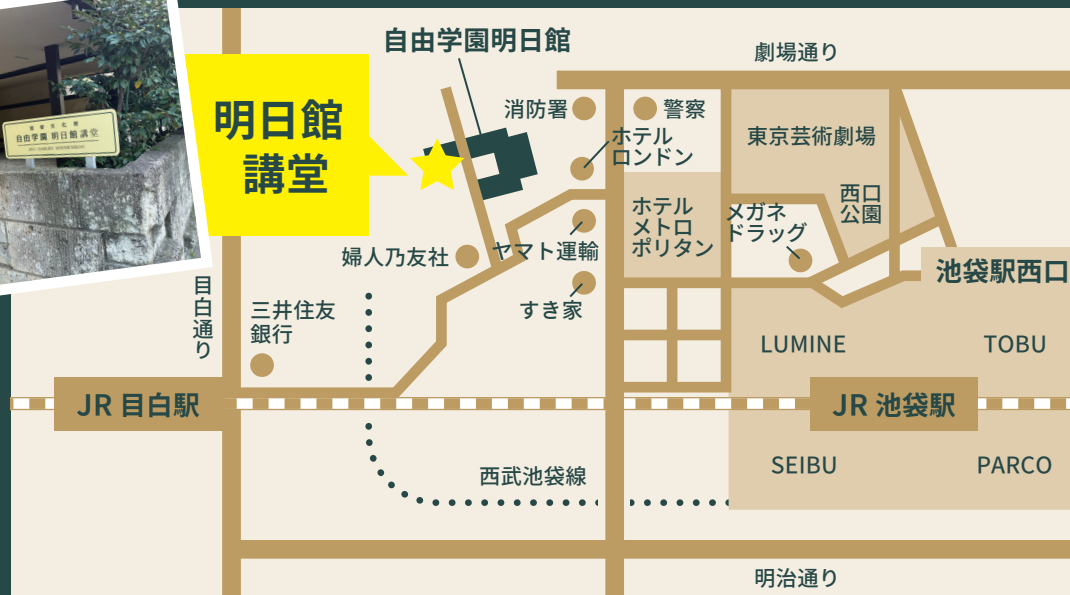 自由学園明日館
劇場通り
自由学園 明日館講堂
明日館
講堂
消防署
警察
ホテル
ロンドン
東京芸術劇場
西口
公園
ホテル
メトロ
ポリタン
メガネ
ドラッグ
婦人乃友社
ヤマト運輸
池袋駅西口
目白通り
三井住友
銀行
すき家
LUMINE
TOBU
JR 目白駅
JR 池袋駅
SEIBU
PARCO
西武池袋線
明治通り